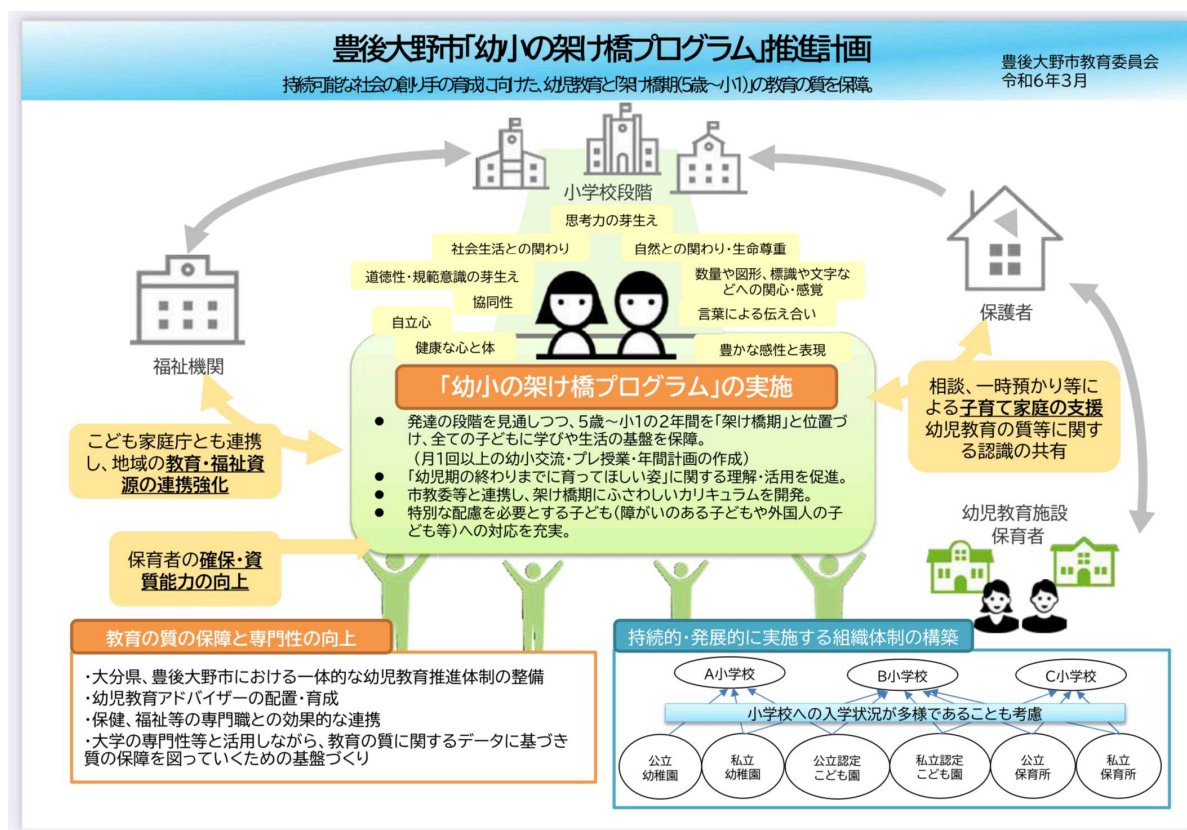 豊後大野市「幼小の架け橋プログラム」推進計画
持続可能な社会の創り手の育成に向けた、幼児教育と「架け橋期(5歳～小1)」の教育の質を保障。
豊後大野市教育委員会
令和6年3月
小学校段階
思考力の芽生え
社会生活との関わり
自然との関わり・生命尊重
道徳性・規範意識の芽生え
数量や図形、標識や文字な
どへの関心・感覚
協同性
言葉による伝え合い
自立心
健康な心と体
豊かな感性と表現
福祉機関
保護者
「幼小の架け橋プログラム」の実施
● 発達の段階を見通しつつ、5歳～小1の2年間を「架け橋期」と位置づ
け、全ての子どもに学びや生活の基盤を保障。
（月1回以上の幼小交流・プレ授業・年間計画の作成）
● 「幼児期の終わりまでに育ってほしい姿」に関する理解・活用を促進。
● 市教委等と連携し、架け橋期にふさわしいカリキュラムを開発。
● 特別な配慮を必要とする子ども（障がいのある子どもや外国人の子
ども等）への対応を充実。
こども家庭庁とも連携
し、地域の教育・福祉資
源の連携強化
保育者の確保・資
質能力の向上
相談、一時預かり等に
よる子育て家庭の支援
幼児教育の質等に関す
る認識の共有
幼児教育施設
保育者
教育の質の保障と専門性の向上
・大分県、豊後大野市における一体的な幼児教育推進体制の整備
・幼児教育アドバイザーの配置・育成
・保健、福祉等の専門職との効果的な連携
・大学の専門性等と活用しながら、教育の質に関するデータに基づき
質の保障を図っていくための基盤づくり
持続的・発展的に実施する組織体制の構築
A小学校
B小学校
C小学校
小学校への入学状況が多様であることも考慮
公立
幼稚園
私立
幼稚園
公立認定
こども園
私立認定
こども園
公立
保育所
私立
保育所